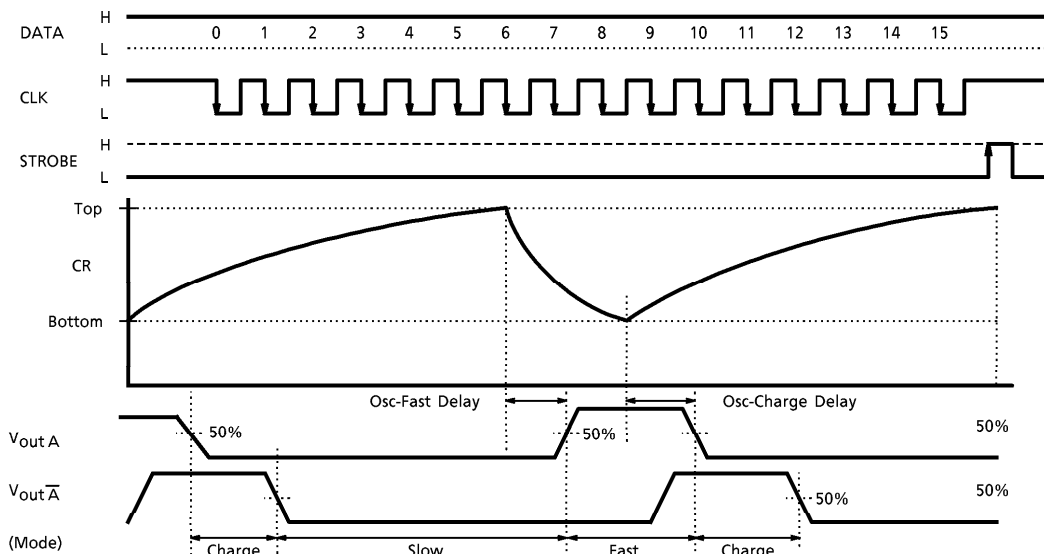 H
DATA
0 1 2 3 4 5 6 7 8 9 10 11 12 13 14 15
L
H
CLK
L
H
STROBE
L
Top
CR
Bottom
Osc-Fast Delay
Osc-Charge Delay
Vout A
50%
50%
50%
Vout A̅
50%
50%
(Mode)
Charge
Slow
Fast
Charge